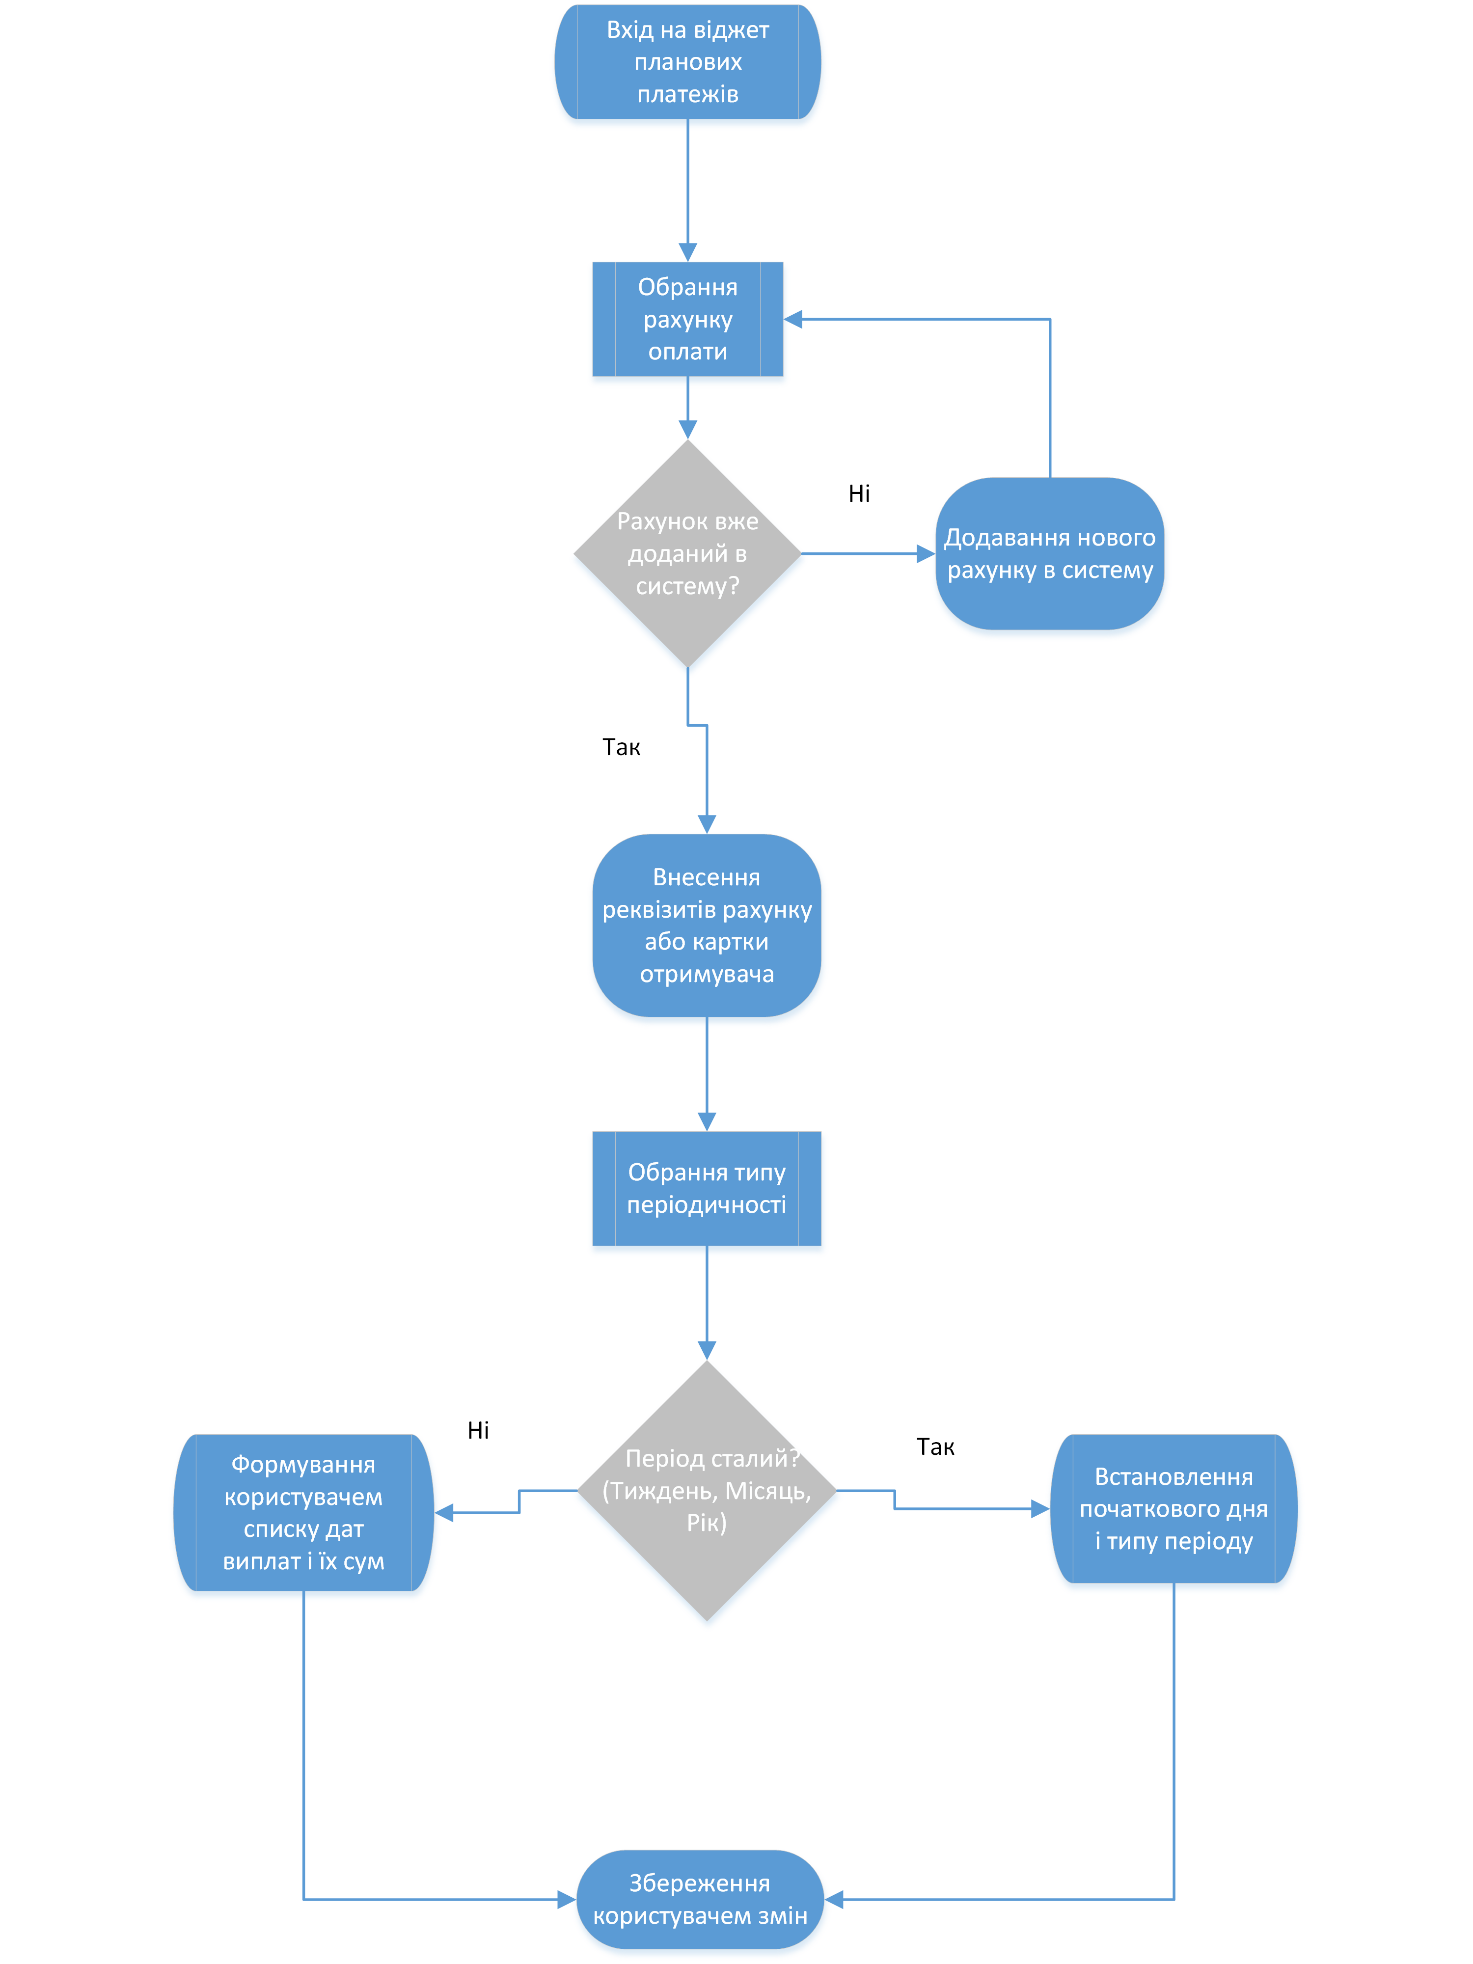 Вхід на віджет
планових
платежів
Обрання
рахунку
оплати
Рахунок вже
доданий в
систему?
Ні
Додавання нового
рахунку в систему
Так
Внесення
реквізитів рахунку
або картки
отримувача
Обрання типу
періодичності
Період сталий?
(Тиждень, Місяць,
Рік)
Ні
Формування
користувачем
списку дат
виплат і їх сум
Так
Встановлення
початкового дня
і типу періоду
Збереження
користувачем змін